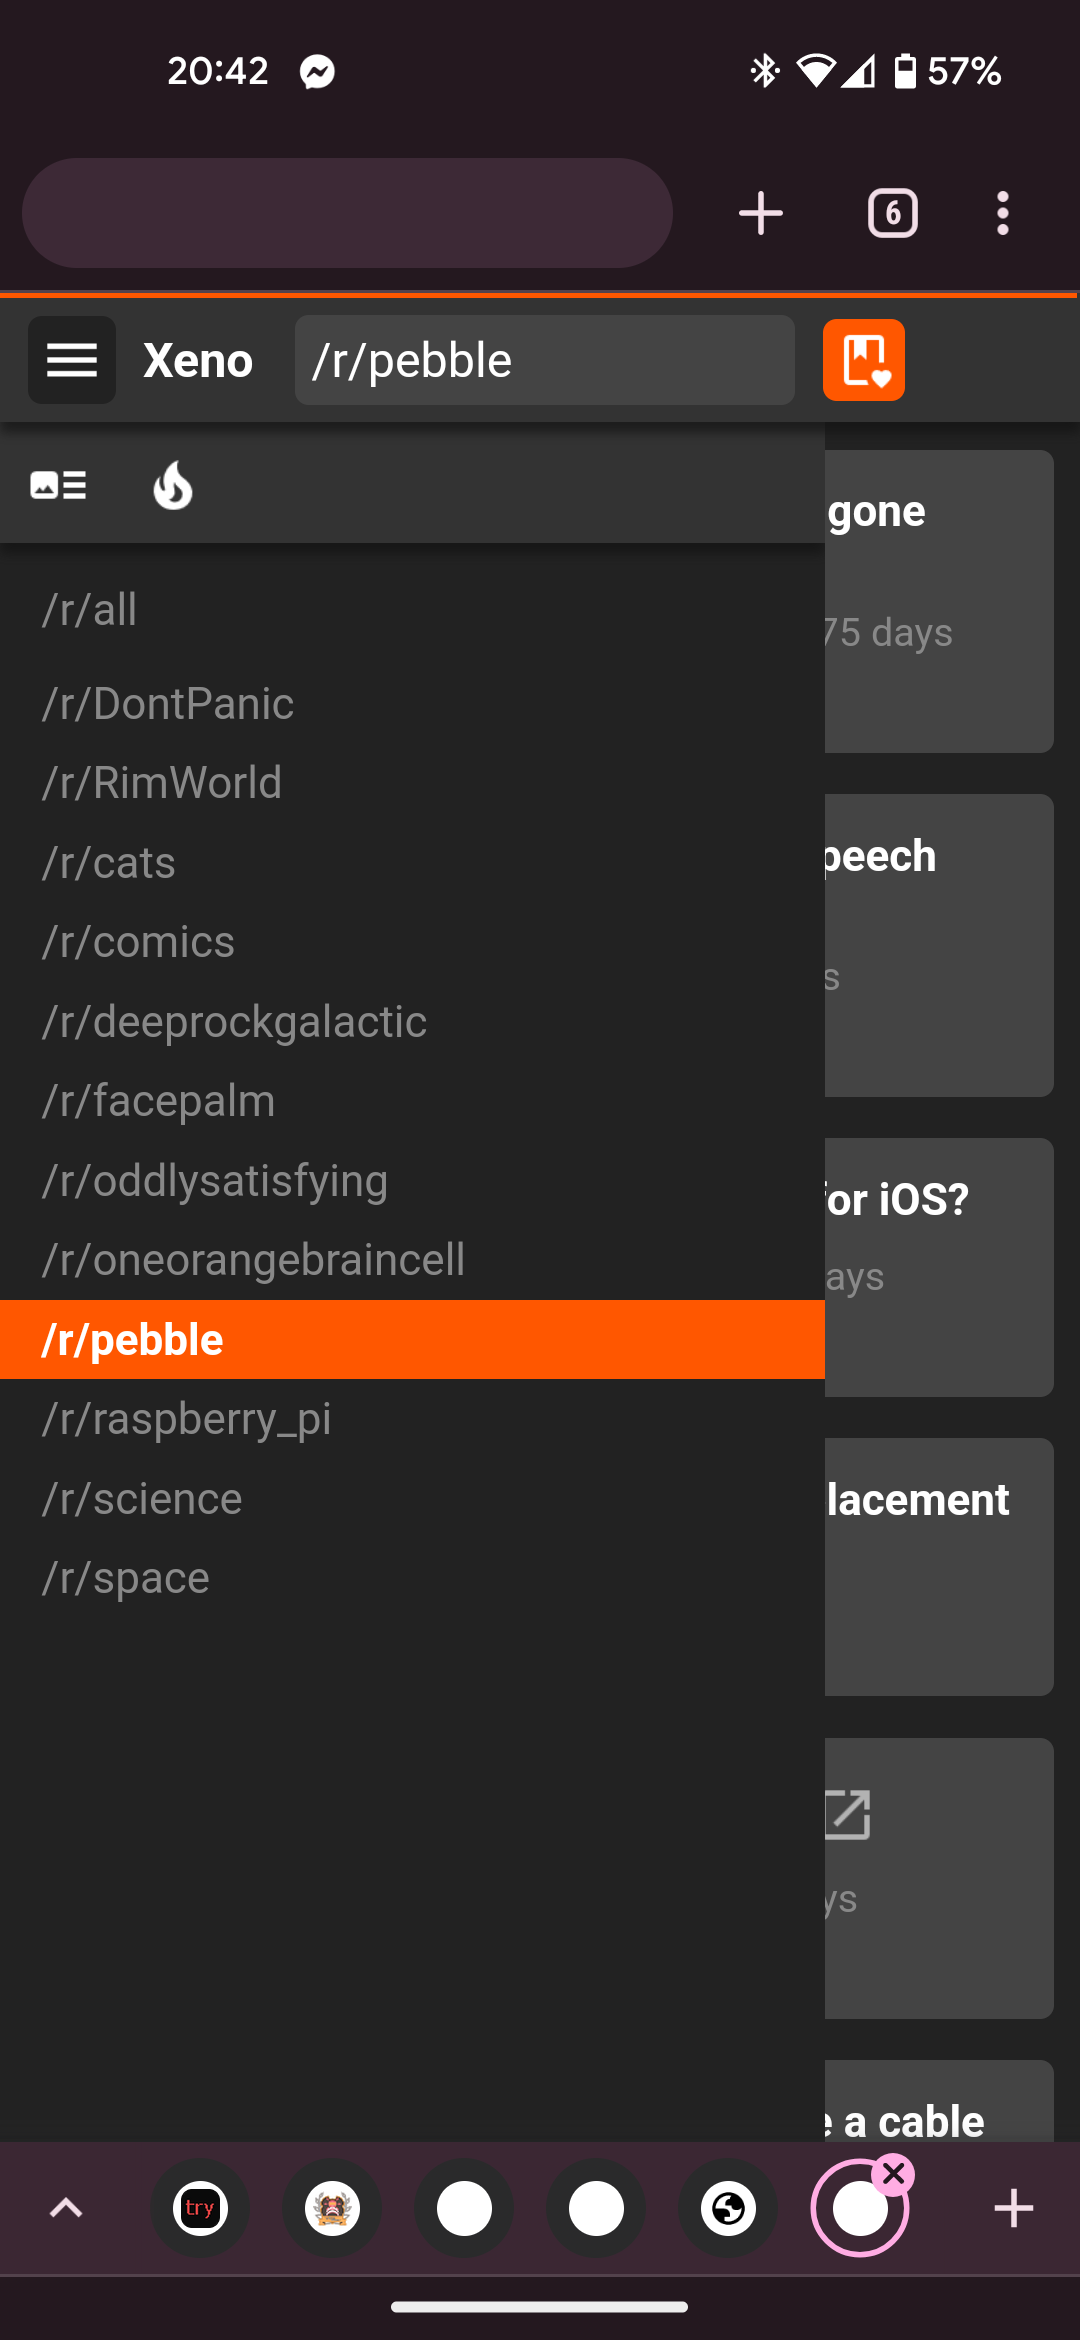 20:42
57%
6
Xeno
/r/pebble
/r/all
/r/DontPanic
/r/RimWorld
/r/cats
/r/comics
/r/deeprockgalactic
/r/facepalm
/r/oddlysatisfying
/r/oneorangebraincell
/r/pebble
/r/raspberry_pi
/r/science
/r/space
gone
75 days
peech
s
for iOS?
ays
lacement
ys
e a cable
try